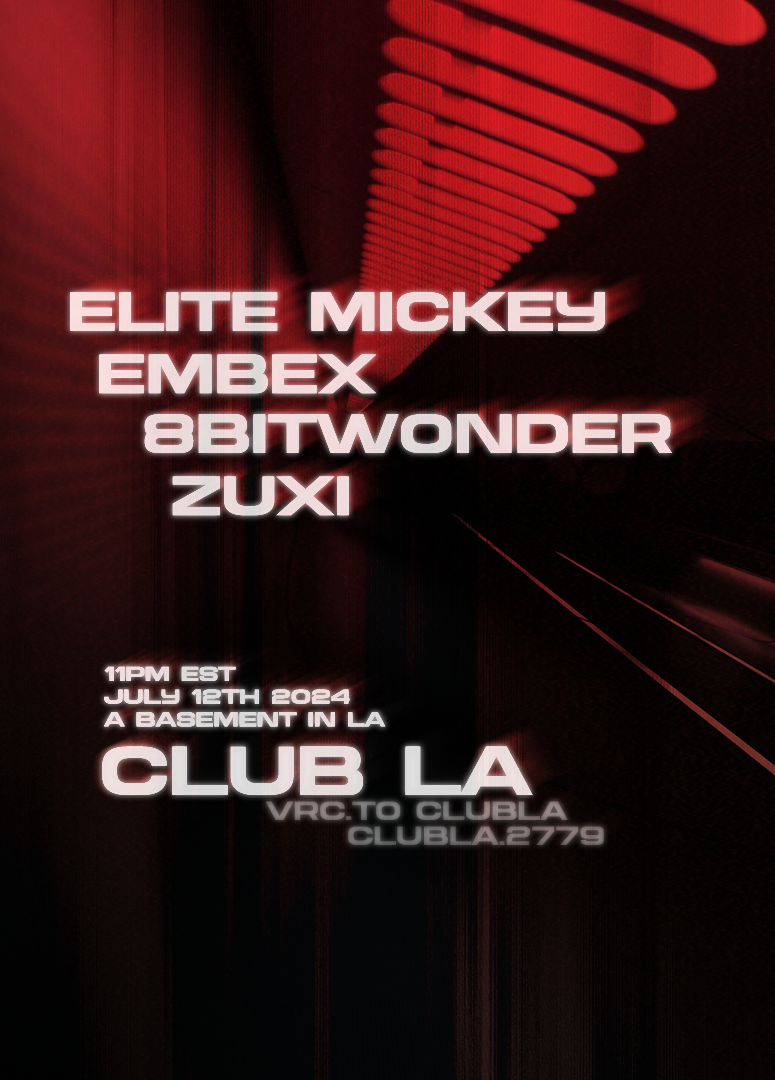 ELITE MICKEY
EMBEX
8BITWONDER
ZUXI
11PM EST
JULY 12TH 2024
A BASEMENT IN LA
CLUB LA
VRC.TO CLUBLA
CLUBLA.2779